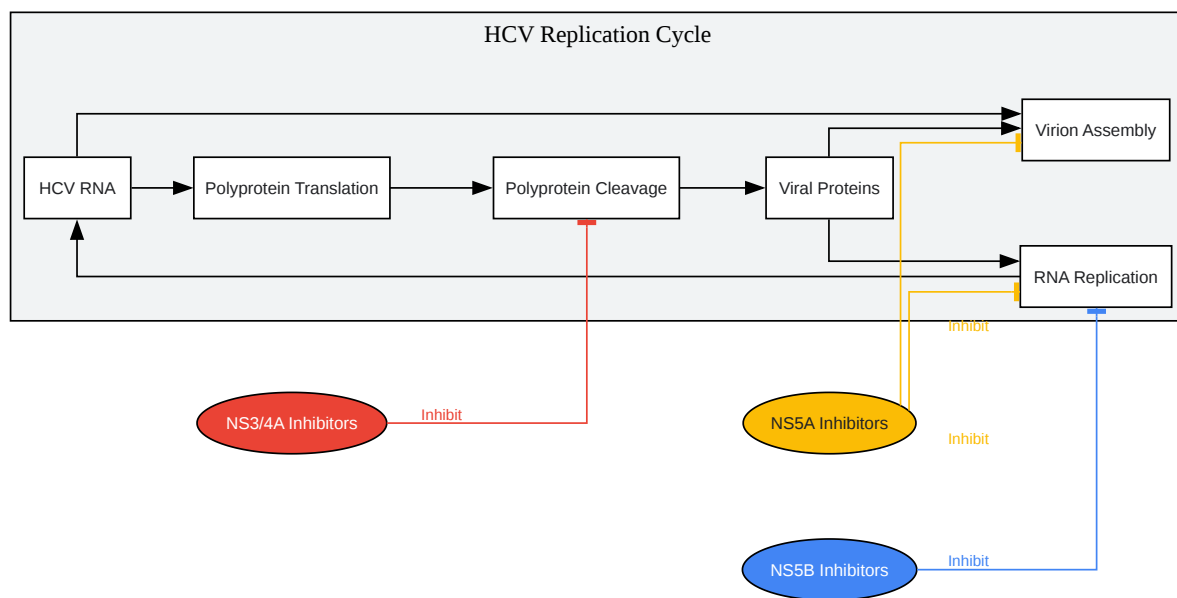 HCV Replication Cycle
Virion Assembly
HCV RNA
Polyprotein Translation
Polyprotein Cleavage
Viral Proteins
RNA Replication
Inhibit
NS3/4A Inhibitors
Inhibit
NS5A Inhibitors
Inhibit
NS5B Inhibitors
Inhibit